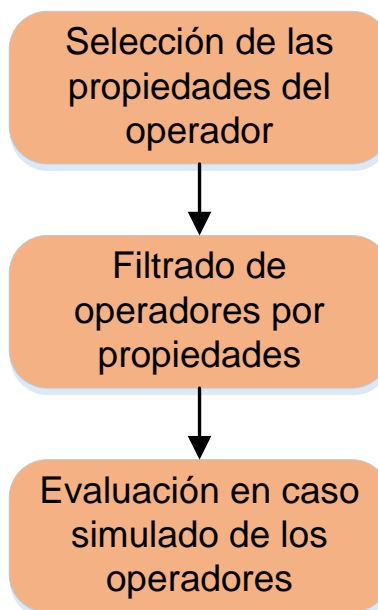 Selección de las
propiedades del
operador
Filtrado de
operadores por
propiedades
Evaluación en caso
simulado de los
operadores